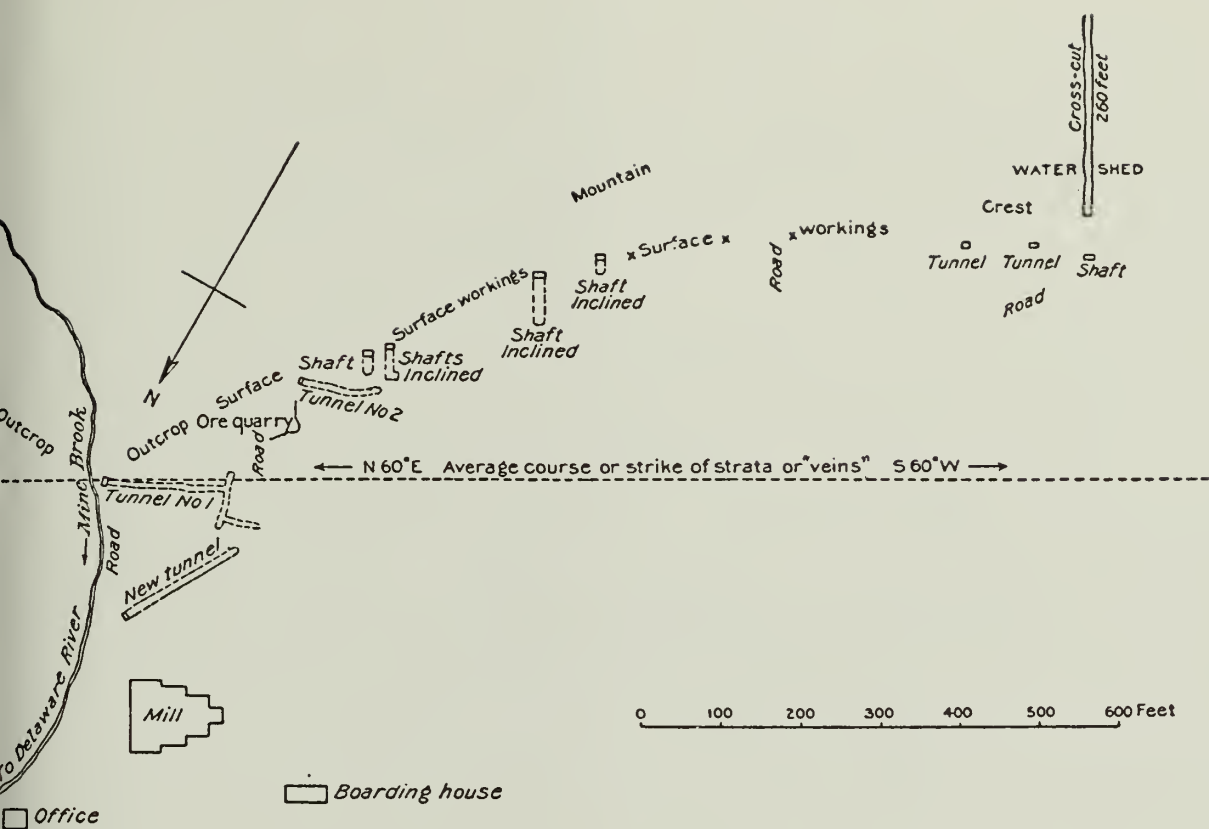 Cross-cut
260 feet
WATER SHED
Mountain
Crest
Surface workings
Road
Tunnel
Tunnel
Shaft
Road
Shaft
Inclined
Surface workings
Shaft
Inclined
Shaft
Shafts
Inclined
Surface
Tunnel No 2
N
Outcrop
Outcrop
Ore quarry
Road
Mine Brook
← N 60° E Average course or strike of strata or "veins" S 60° W →
Tunnel No 1
Road
New tunnel
To Delaware River
Mill
0 100 200 300 400 500 600 Feet
Boarding house
Office